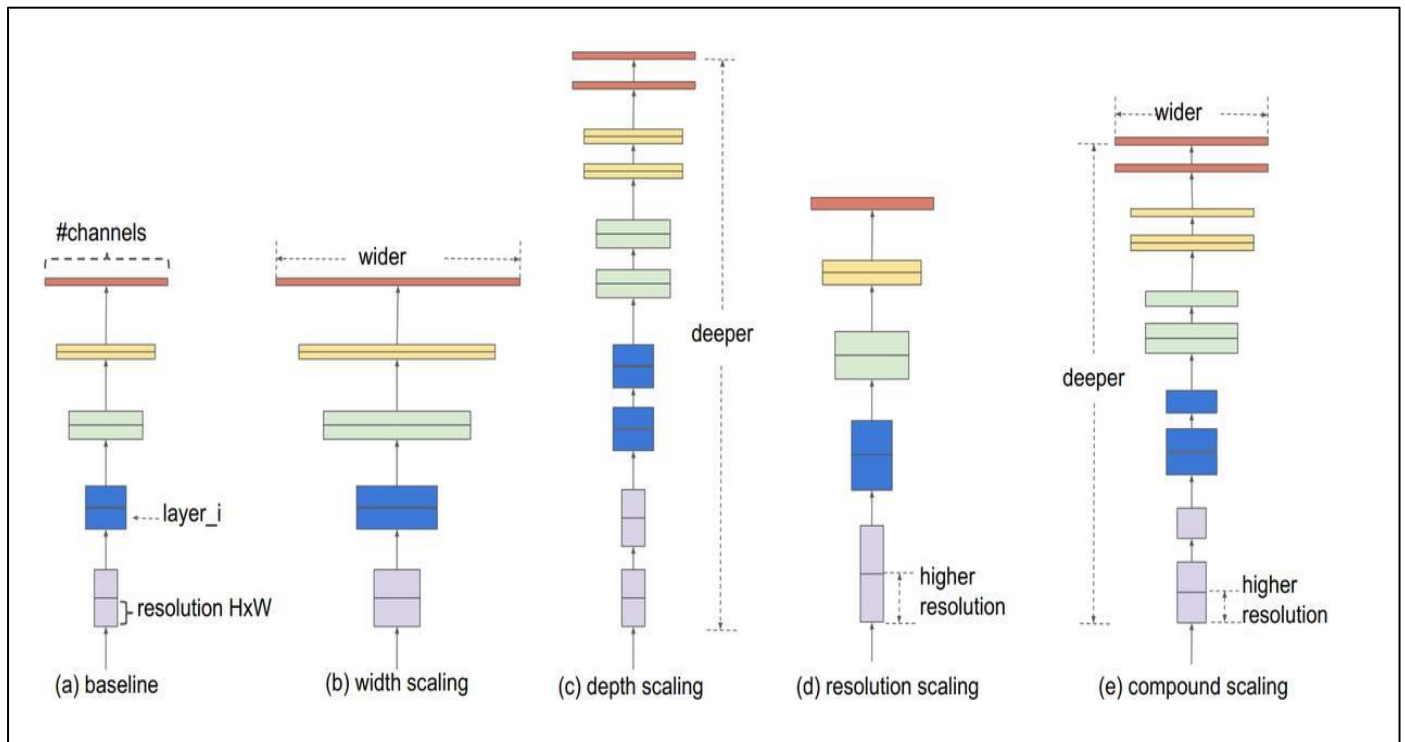 #channels
layer_i
resolution HxW
(a) baseline
wider
(b) width scaling
deeper
(c) depth scaling
higher
resolution
(d) resolution scaling
wider
deeper
higher
resolution
(e) compound scaling